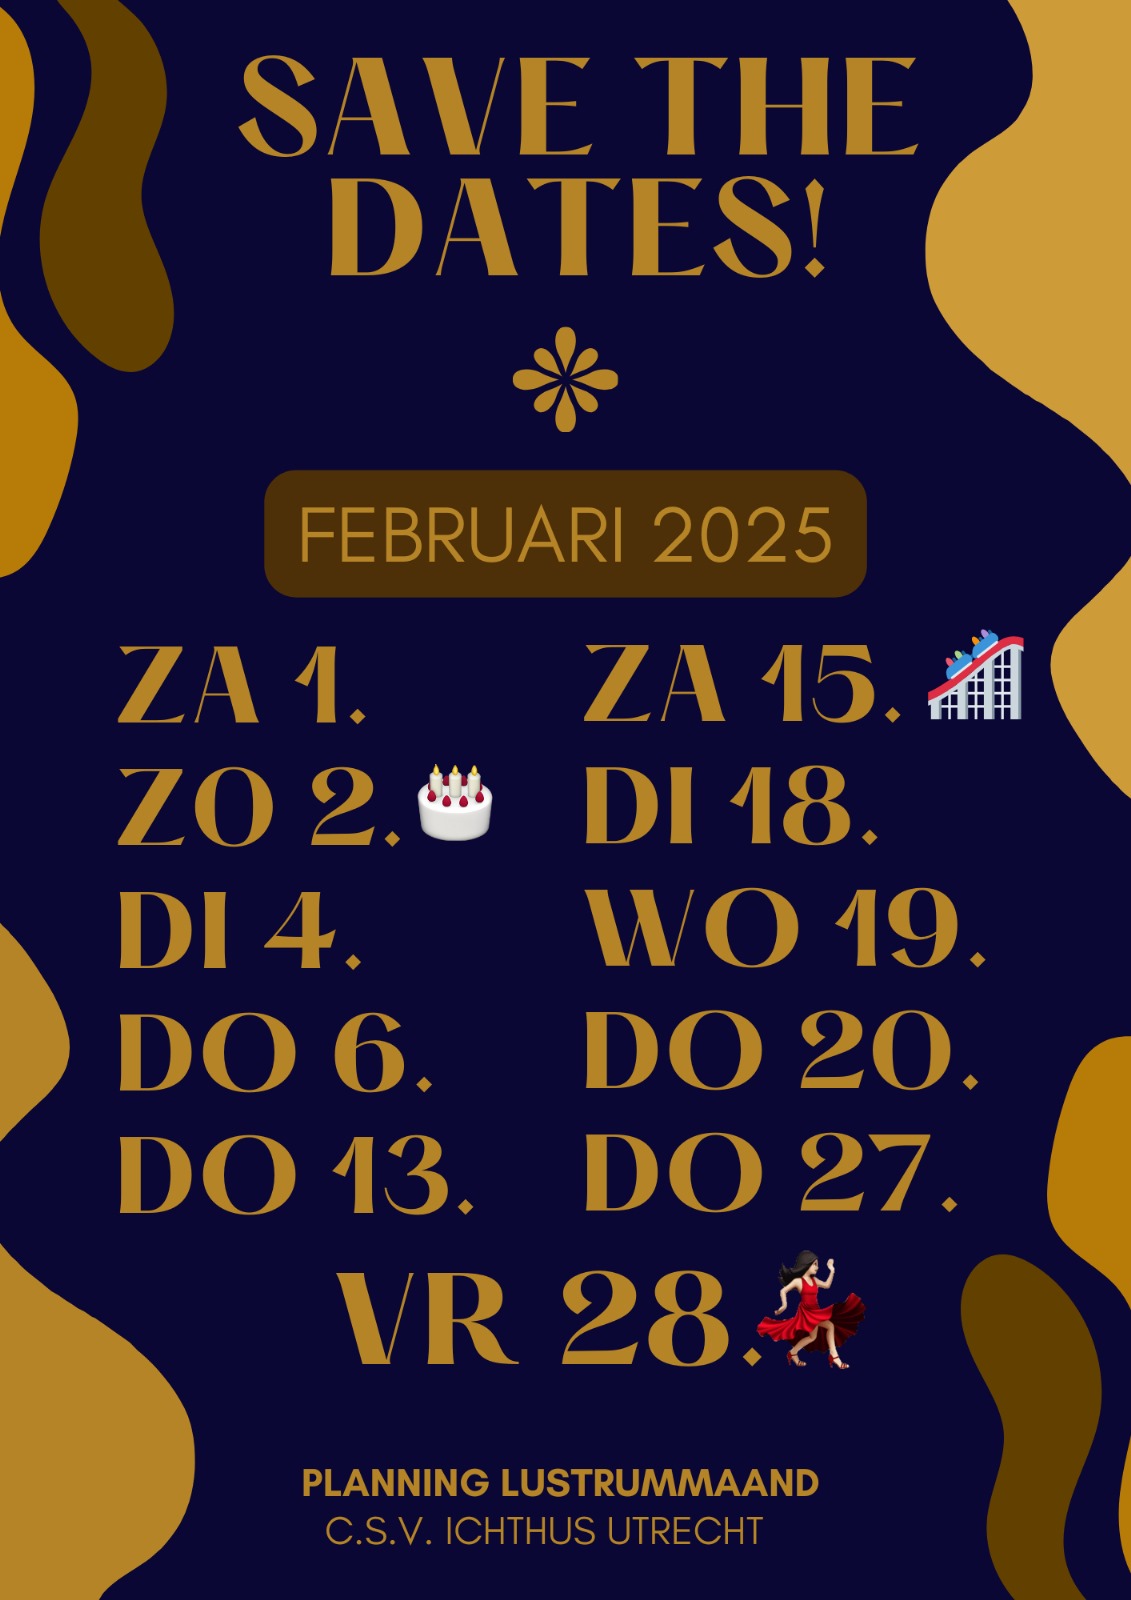 SAVE THE
DATES!
FEBRUARI 2025
ZA 1.
ZO 2.
DI 4.
DO 6.
DO 13.
ZA 15.
DI 18.
WO 19.
DO 20.
DO 27.
VR 28.
PLANNING LUSTRUMMAAND
C.S.V. ICHTHUS UTRECHT